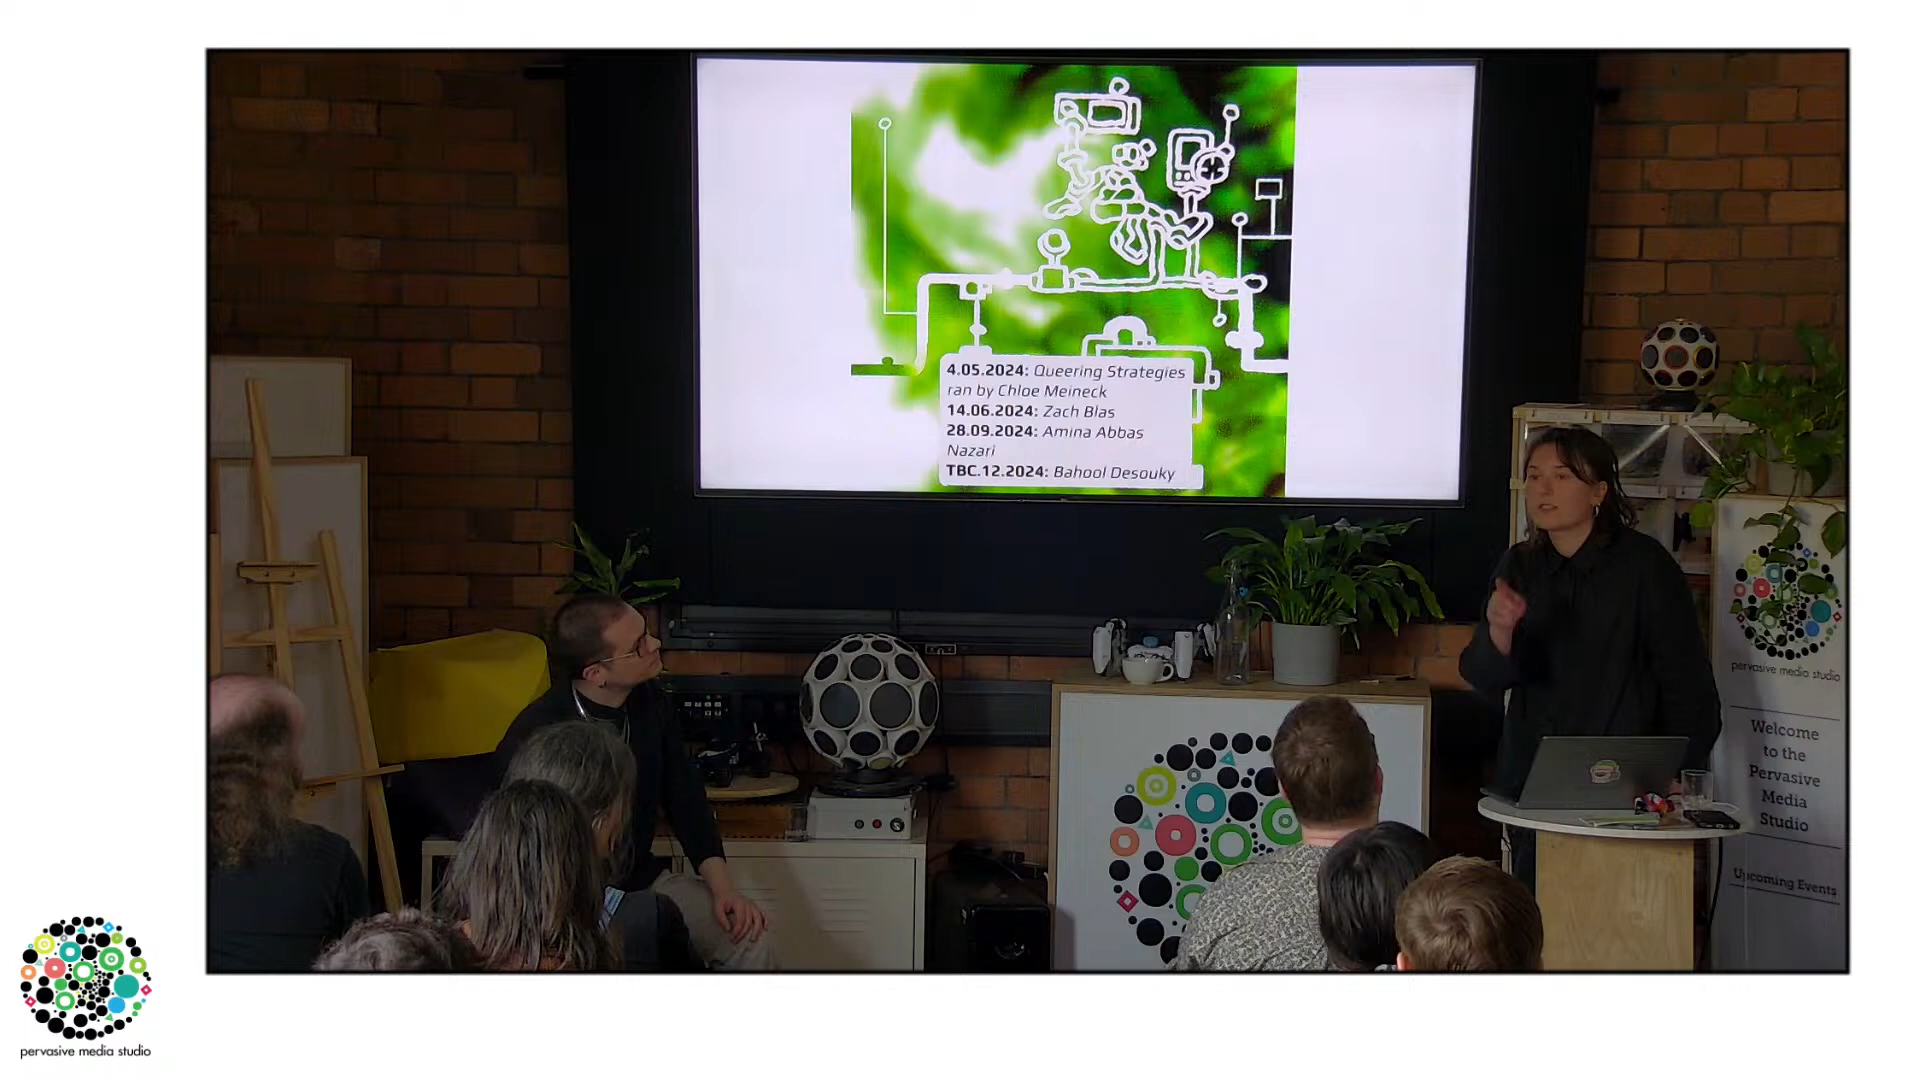 4.05.2024: Queering Strategies
ran by Chloe Meineck
14.06.2024: Zach Blas
28.09.2024: Amina Abbas
Nazari
TBC.12.2024: Bahool Desouky
pervasive media studio
Welcome
to the
Pervasive
Media
Studio
Upcoming Events
pervasive media studio